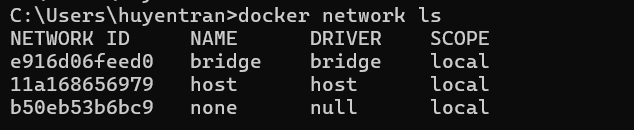 C:\Users\huyentran>docker network ls
NETWORK ID     NAME      DRIVER    SCOPE
e916d06feed0   bridge    bridge    local
11a168656979   host      host      local
b50eb53b6bc9   none      null      local